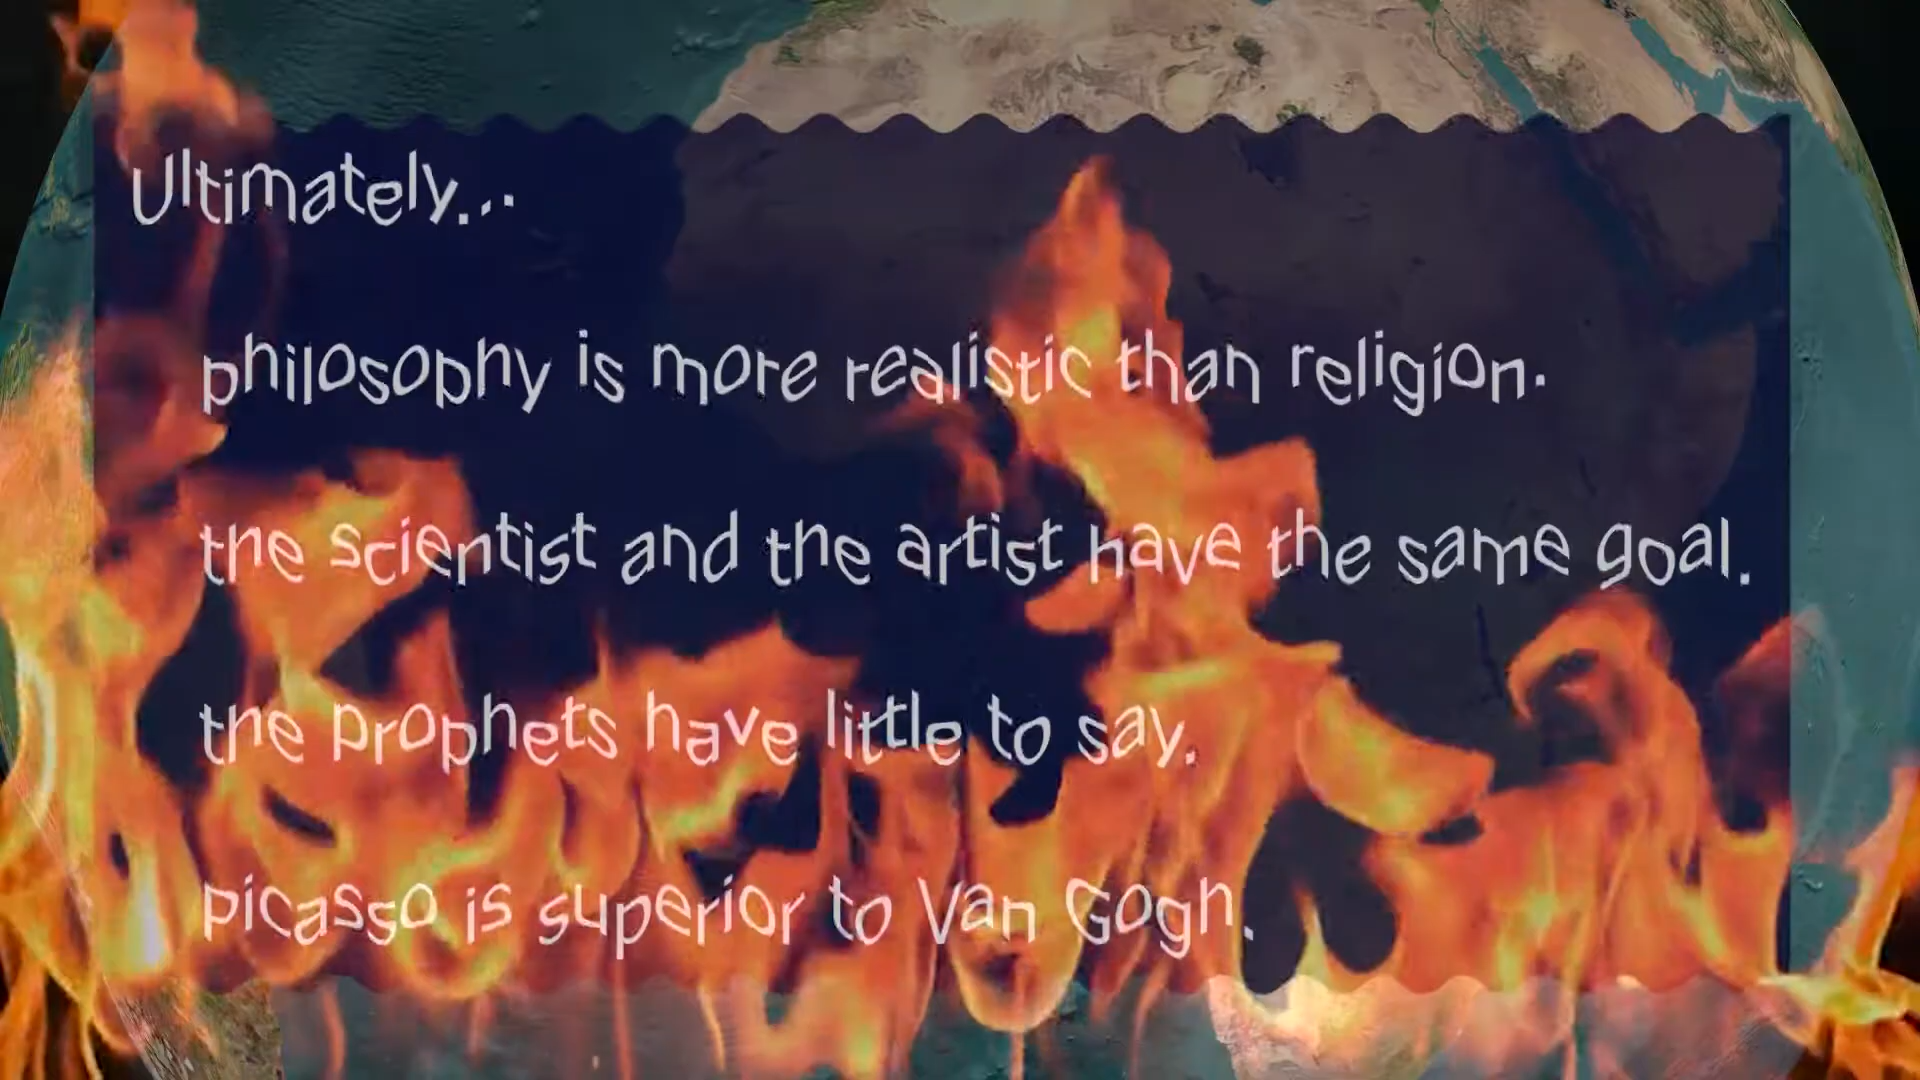 Ultimately...
philosophy is more realistic than religion.
the scientist and the artist have the same goal.
the prophets have little to say.
picasso is superior to Van Gogh.